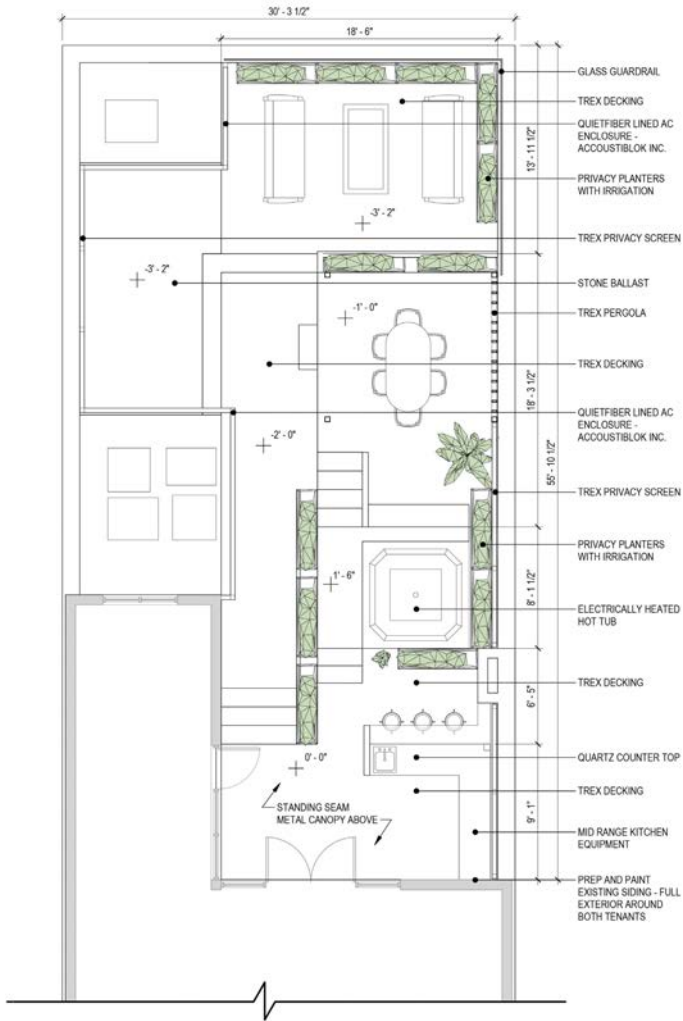 30' - 3 1/2"
18' - 6"
GLASS GUARDRAIL
TREX DECKING
QUIETFIBER LINED AC
ENCLOSURE -
ACCOUSTIBLOK INC.
13' - 11 1/2"
PRIVACY PLANTERS
WITH IRRIGATION
-3' - 2"
TREX PRIVACY SCREEN
-3' - 2"
STONE BALLAST
-1' - 0"
TREX PERGOLA
TREX DECKING
18' - 3 1/2"
QUIETFIBER LINED AC
ENCLOSURE -
ACCOUSTIBLOK INC.
-2' - 0"
55' - 10 1/2"
TREX PRIVACY SCREEN
PRIVACY PLANTERS
WITH IRRIGATION
1' - 6"
8' - 1 1/2"
ELECTRICALLY HEATED
HOT TUB
TREX DECKING
6' - 5"
0' - 0"
QUARTZ COUNTER TOP
TREX DECKING
STANDING SEAM
METAL CANOPY ABOVE
9' - 1"
MID RANGE KITCHEN
EQUIPMENT
PREP AND PAINT
EXISTING SIDING - FULL
EXTERIOR AROUND
BOTH TENANTS